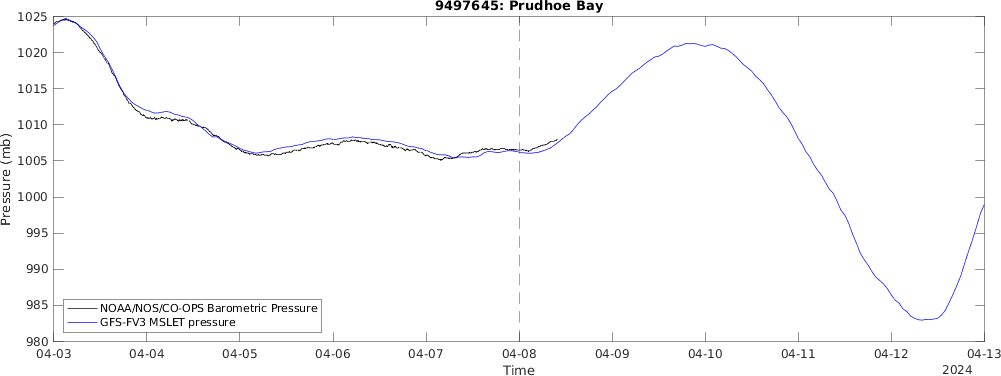 9497645: Prudhoe Bay
Pressure (mb)
1025
1020
1015
1010
1005
1000
995
990
985
980
NOAA/NOS/CO-OPS Barometric Pressure
GFS-FV3 MSLET pressure
04-03 04-04 04-05 04-06 04-07 04-08 04-09 04-10 04-11 04-12 04-13
Time
2024